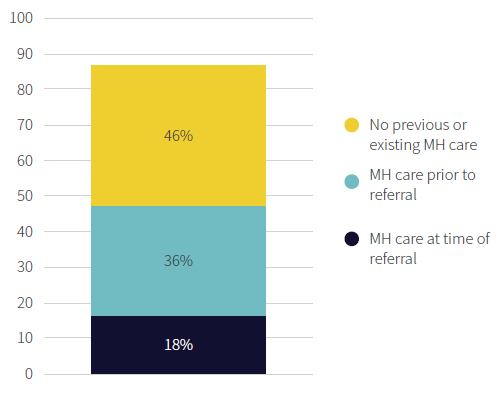 100
90
80
70
60
50
40
30
20
10
0
46%
36%
18%
No previous or
existing MH care
MH care prior to
referral
MH care at time of
referral